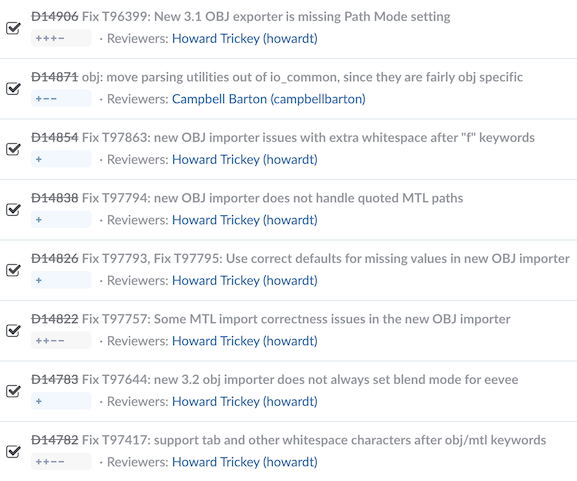 D14906 Fix T96399: New 3.1 OBJ exporter is missing Path Mode setting
+++- · Reviewers: Howard Trickey (howardt)
D14871 obj: move parsing utilities out of io_common, since they are fairly obj specific
+-- · Reviewers: Campbell Barton (campbellbarton)
D14854 Fix T97863: new OBJ importer issues with extra whitespace after "f" keywords
+ · Reviewers: Howard Trickey (howardt)
D14838 Fix T97794: new OBJ importer does not handle quoted MTL paths
+ · Reviewers: Howard Trickey (howardt)
D14826 Fix T97793, Fix T97795: Use correct defaults for missing values in new OBJ importer
+ · Reviewers: Howard Trickey (howardt)
D14822 Fix T97757: Some MTL import correctness issues in the new OBJ importer
++-- · Reviewers: Howard Trickey (howardt)
D14783 Fix T97644: new 3.2 obj importer does not always set blend mode for eevee
+ · Reviewers: Howard Trickey (howardt)
D14782 Fix T97417: support tab and other whitespace characters after obj/mtl keywords
++-- · Reviewers: Howard Trickey (howardt)